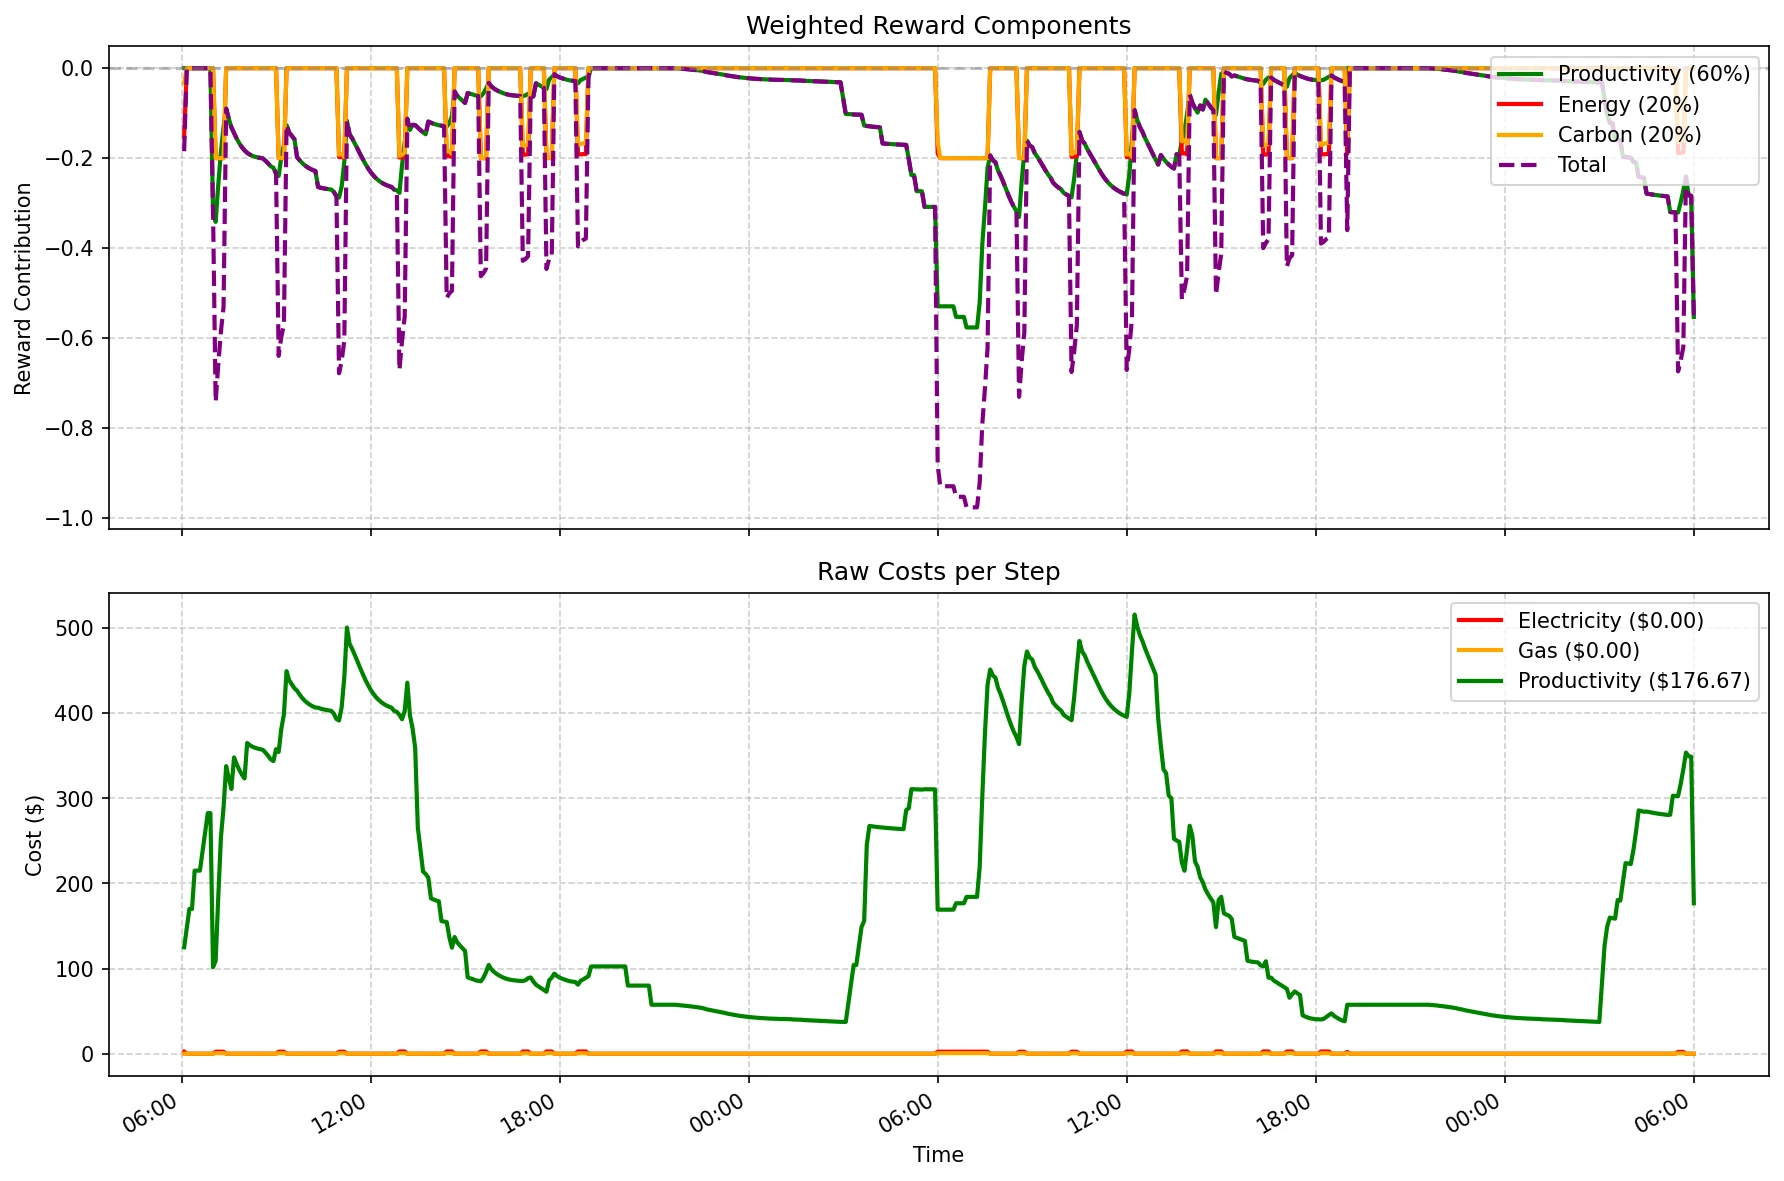 Weighted Reward Components
0.0
−0.2
−0.4
−0.6
−0.8
−1.0
Reward Contribution
Productivity (60%)
Energy (20%)
Carbon (20%)
Total
Raw Costs per Step
500
400
300
200
100
0
Cost ($)
Electricity ($0.00)
Gas ($0.00)
Productivity ($176.67)
06:00
12:00
18:00
00:00
06:00
12:00
18:00
00:00
06:00
Time